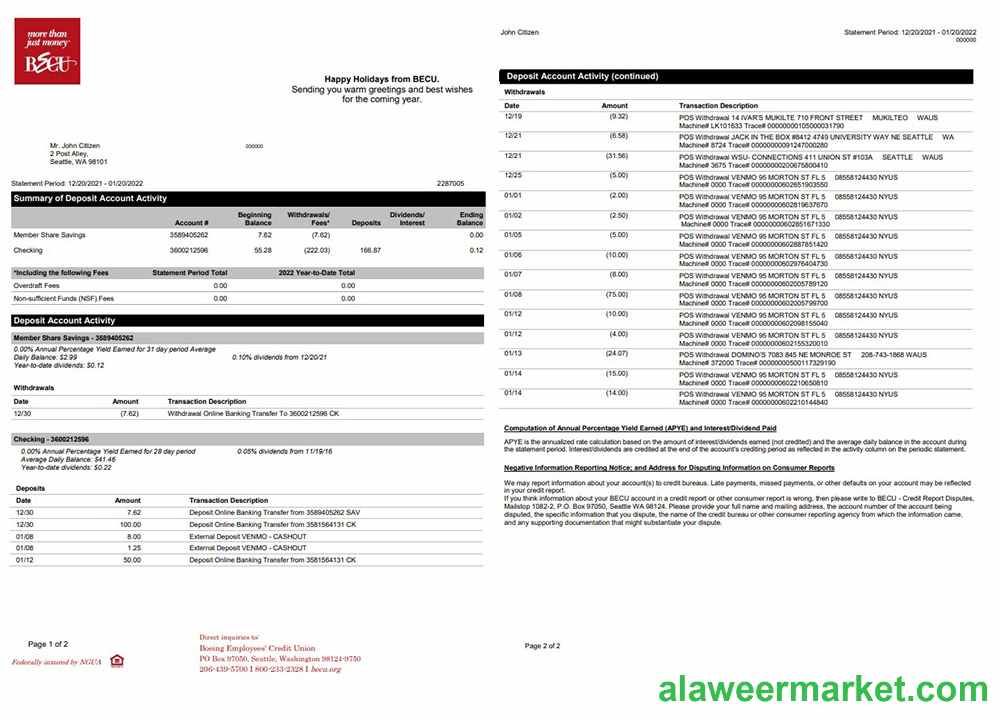 more than
just money
BECU
Happy Holidays from BECU.
Sending you warm greetings and best wishes
for the coming year.
Mr. John Citizen
2 Post Alley,
Seattle, WA 98101
000000
Statement Period: 12/20/2021 - 01/20/2022 2287005
Summary of Deposit Account Activity
Account # Beginning Balance Withdrawals/ Fees* Deposits Dividends/ Interest Ending Balance
Member Share Savings 3589405262 7.62 (7.62) 0.00
Checking 3600212596 55.28 (222.03) 166.87 0.12
*Including the following Fees Statement Period Total 2022 Year-to-Date Total
Overdraft Fees 0.00 0.00
Non-sufficient Funds (NSF) Fees 0.00 0.00
Deposit Account Activity
Member Share Savings - 3589405262
0.00% Annual Percentage Yield Earned for 31 day period Average
Daily Balance: $2.99 0.10% dividends from 12/20/21
Year-to-date dividends: $0.12
Withdrawals
Date Amount Transaction Description
12/30 (7.62) Withdrawal Online Banking Transfer To 3600212596 CK
Checking - 3600212596
0.00% Annual Percentage Yield Earned for 28 day period 0.05% dividends from 11/19/16
Average Daily Balance: $41.46
Year-to-date dividends: $0.22
Deposits
Date Amount Transaction Description
12/30 7.62 Deposit Online Banking Transfer from 3589405262 SAV
12/30 100.00 Deposit Online Banking Transfer from 3581564131 CK
01/08 8.00 External Deposit VENMO - CASHOUT
01/08 1.25 External Deposit VENMO - CASHOUT
01/12 50.00 Deposit Online Banking Transfer from 3581564131 CK
Page 1 of 2
Federally insured by NGUA
Direct inquiries to
Boeing Employees' Credit Union
PO Box 97050, Seattle, Washington 98124-9750
206-439-5700 I 800-233-2328 I becu.org
John Citizen Statement Period: 12/20/2021 - 01/20/2022
000000
Deposit Account Activity (continued)
Withdrawals
Date Amount Transaction Description
12/19 (9.32) POS Withdrawal 14 IVAR'S MUKILTE 710 FRONT STREET MUKILTEO WAUS
Machine# LK101633 Trace# 00000000105000031790
12/21 (6.58) POS Withdrawal JACK IN THE BOX #8412 4749 UNIVERSITY WAY NE SEATTLE WA
Machine# 8724 Trace# 00000000091247000280
12/21 (31.56) POS Withdrawal WSU- CONNECTIONS 411 UNION ST #103A SEATTLE WAUS
Machine# 3675 Trace# 00000000200675800410
12/25 (5.00) POS Withdrawal VENMO 95 MORTON ST FL 5 08558124430 NYUS
Machine# 0000 Trace# 00000000602651903550
01/01 (2.00) POS Withdrawal VENMO 95 MORTON ST FL 5 08558124430 NYUS
Machine# 0000 Trace# 00000000602819637670
01/02 (2.50) POS Withdrawal VENMO 95 MORTON ST FL 5 08558124430 NYUS
Machine# 0000 Trace# 00000000602851671330
01/05 (5.00) POS Withdrawal VENMO 95 MORTON ST FL 5 08558124430 NYUS
Machine# 0000 Trace# 00000000602887851420
01/06 (10.00) POS Withdrawal VENMO 95 MORTON ST FL 5 08558124430 NYUS
Machine# 0000 Trace# 00000000602976404730
01/07 (8.00) POS Withdrawal VENMO 95 MORTON ST FL 5 08558124430 NYUS
Machine# 0000 Trace# 00000000602005789120
01/08 (75.00) POS Withdrawal VENMO 95 MORTON ST FL 5 08558124430 NYUS
Machine# 0000 Trace# 00000000602005799700
01/12 (10.00) POS Withdrawal VENMO 95 MORTON ST FL 5 08558124430 NYUS
Machine# 0000 Trace# 00000000602098155040
01/12 (4.00) POS Withdrawal VENMO 95 MORTON ST FL 5 08558124430 NYUS
Machine# 0000 Trace# 00000000602155320010
01/13 (24.07) POS Withdrawal DOMINO'S 7083 845 NE MONROE ST 208-743-1868 WAUS
Machine# 372000 Trace# 00000000500117329190
01/14 (15.00) POS Withdrawal VENMO 95 MORTON ST FL 5 08558124430 NYUS
Machine# 0000 Trace# 00000000602210650810
01/14 (14.00) POS Withdrawal VENMO 95 MORTON ST FL 5 08558124430 NYUS
Machine# 0000 Trace# 00000000602210144840
Computation of Annual Percentage Yield Earned (APYE) and Interest/Dividend Paid
APYE is the annualized rate calculation based on the amount of interest/dividends earned (not credited) and the average daily balance in the account during
the statement period. Interest/dividends are credited at the end of the account's crediting period as reflected in the activity column on the periodic statement.
Negative Information Reporting Notice; and Address for Disputing Information on Consumer Reports
We may report information about your account(s) to credit bureaus. Late payments, missed payments, or other defaults on your account may be reflected
in your credit report.
If you think information about your BECU account in a credit report or other consumer report is wrong, then please write to BECU - Credit Report Disputes,
Mailstop 1082-2, P.O. Box 97050, Seattle WA 98124. Please provide your full name and mailing address, the account number of the account being
disputed, the specific information that you dispute, the name of the credit bureau or other consumer reporting agency from which the information came,
and any supporting documentation that might substantiate your dispute.
Page 2 of 2
alaweermarket.com